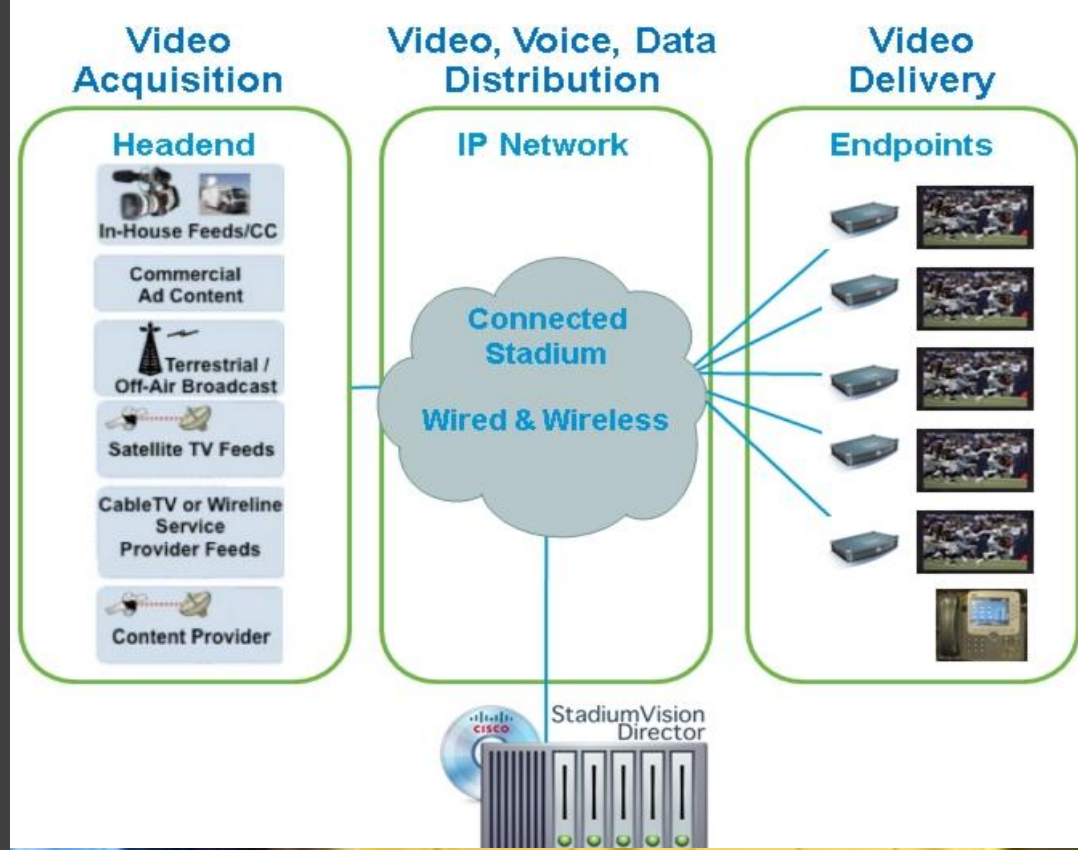 Video
Acquisition
Video, Voice, Data
Distribution
Video
Delivery
Headend
In-House Feeds/CC
Commercial
Ad Content
Terrestrial /
Off-Air Broadcast
Satellite TV Feeds
CableTV or Wireline
Service
Provider Feeds
Content Provider
IP Network
Connected
Stadium
Wired & Wireless
Endpoints
CISCO
StadiumVision
Director